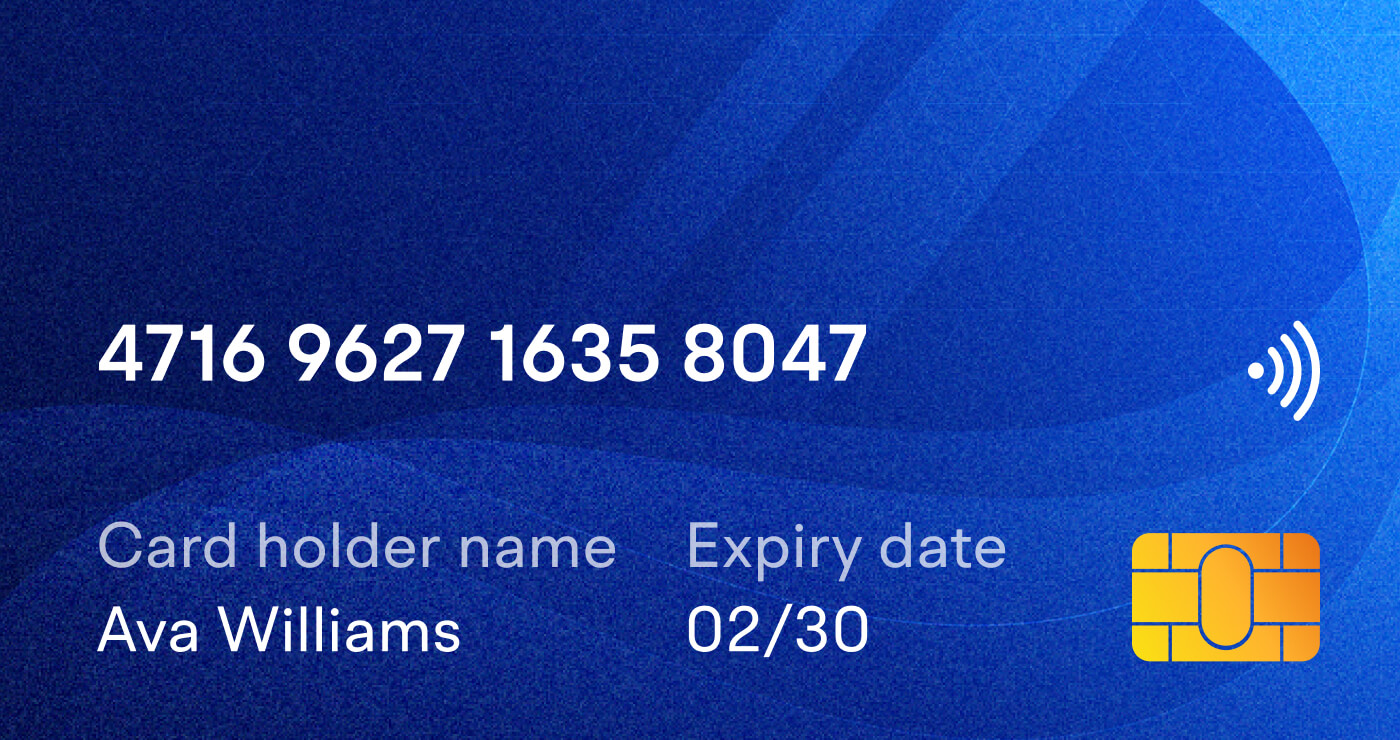 4716 9627 1635 8047
Card holder name
Expiry date
Ava Williams
02/30